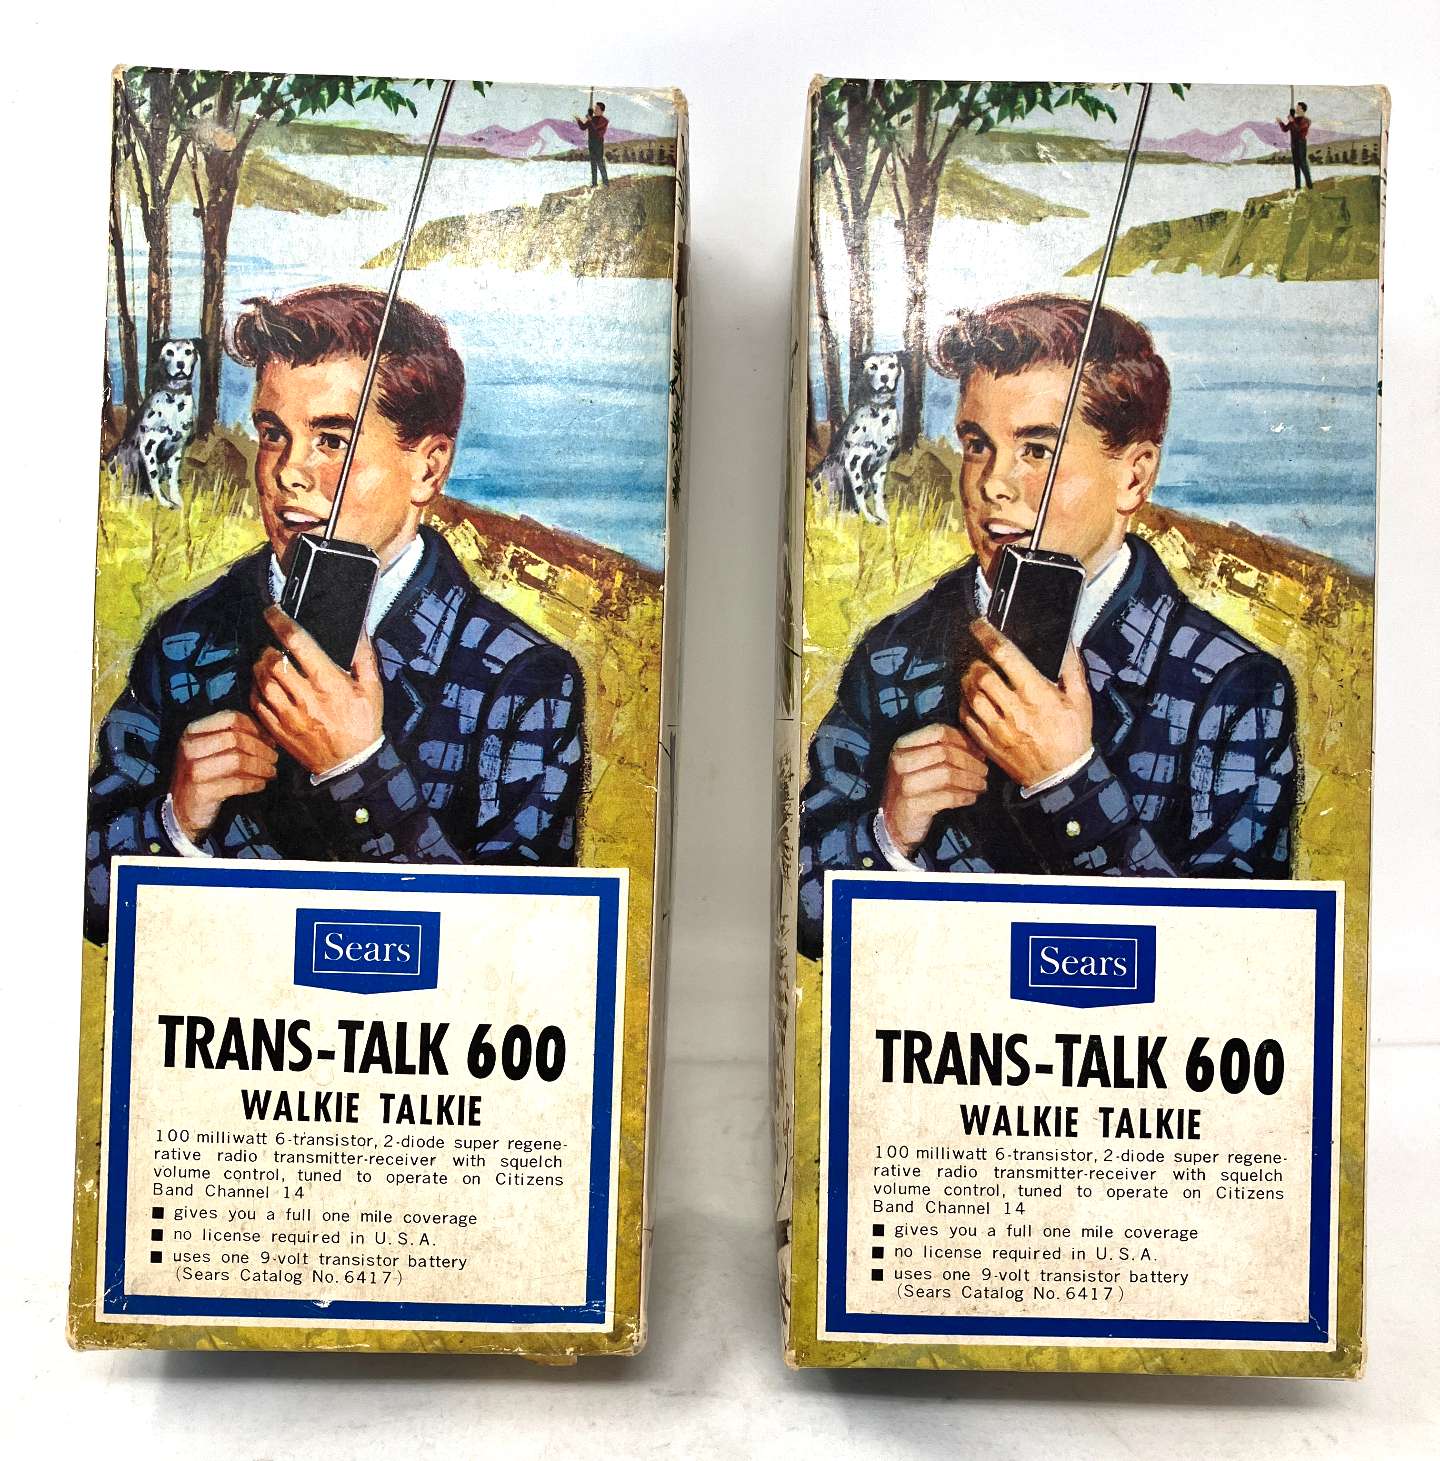 Sears
TRANS-TALK 600
WALKIE TALKIE
100 milliwatt 6-transistor, 2-diode super regene-
rative radio transmitter-receiver with squelch
volume control, tuned to operate on Citizens
Band Channel 14
■ gives you a full one mile coverage
■ no license required in U.S.A.
■ uses one 9-volt transistor battery
(Sears Catalog No. 6417)
Sears
TRANS-TALK 600
WALKIE TALKIE
100 milliwatt 6-transistor, 2-diode super regene-
rative radio transmitter-receiver with squelch
volume control, tuned to operate on Citizens
Band Channel 14
■ gives you a full one mile coverage
■ no license required in U.S.A.
■ uses one 9-volt transistor battery
(Sears Catalog No. 6417)